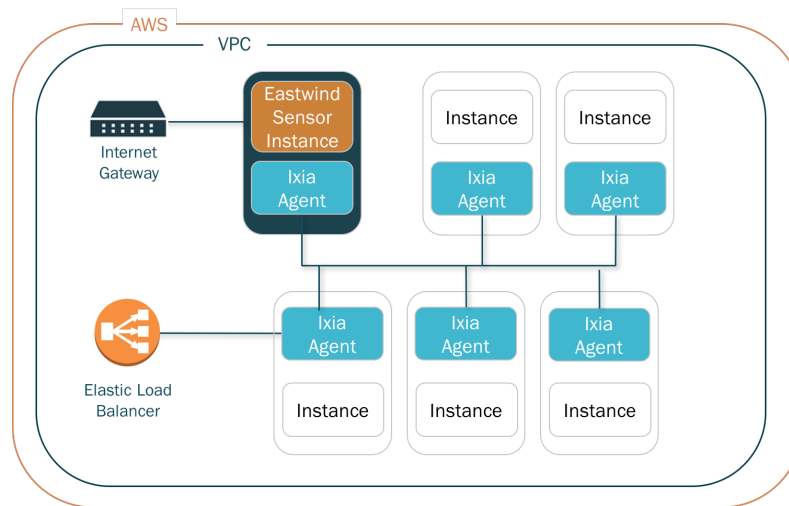 AWS
VPC
Eastwind
Sensor
Instance
Ixia
Agent
Instance
Ixia
Agent
Instance
Ixia
Agent
Internet
Gateway
Ixia
Agent
Instance
Ixia
Agent
Instance
Ixia
Agent
Instance
Elastic Load
Balancer